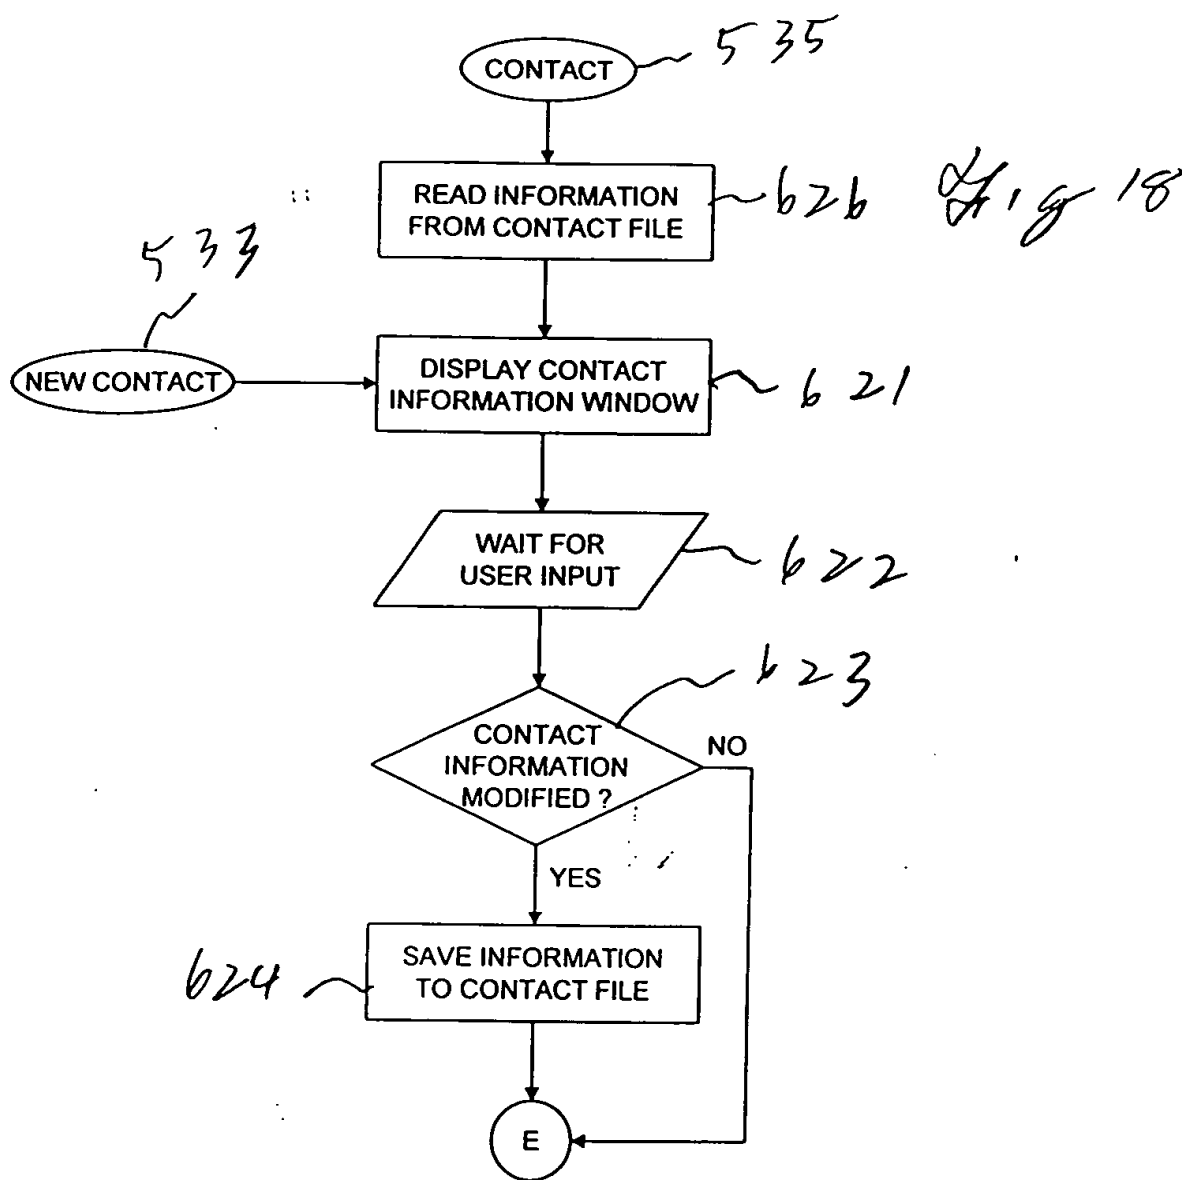 CONTACT
535
READ INFORMATION
FROM CONTACT FILE
626
Fig 18
533
NEW CONTACT
DISPLAY CONTACT
INFORMATION WINDOW
621
WAIT FOR
USER INPUT
622
623
CONTACT
INFORMATION
MODIFIED ?
NO
YES
624
SAVE INFORMATION
TO CONTACT FILE
E